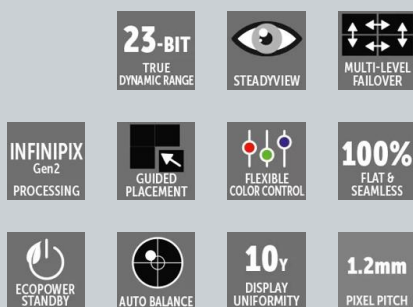 23-BIT
TRUE
DYNAMIC RANGE
STEADYVIEW
MULTI-LEVEL
FAILOVER
INFINIPIX
Gen2
PROCESSING
GUIDED
PLACEMENT
FLEXIBLE
COLOR CONTROL
100%
FLAT &
SEAMLESS
ECOPOWER
STANDBY
AUTO BALANCE
10Y
DISPLAY
UNIFORMITY
1.2mm
PIXEL PITCH